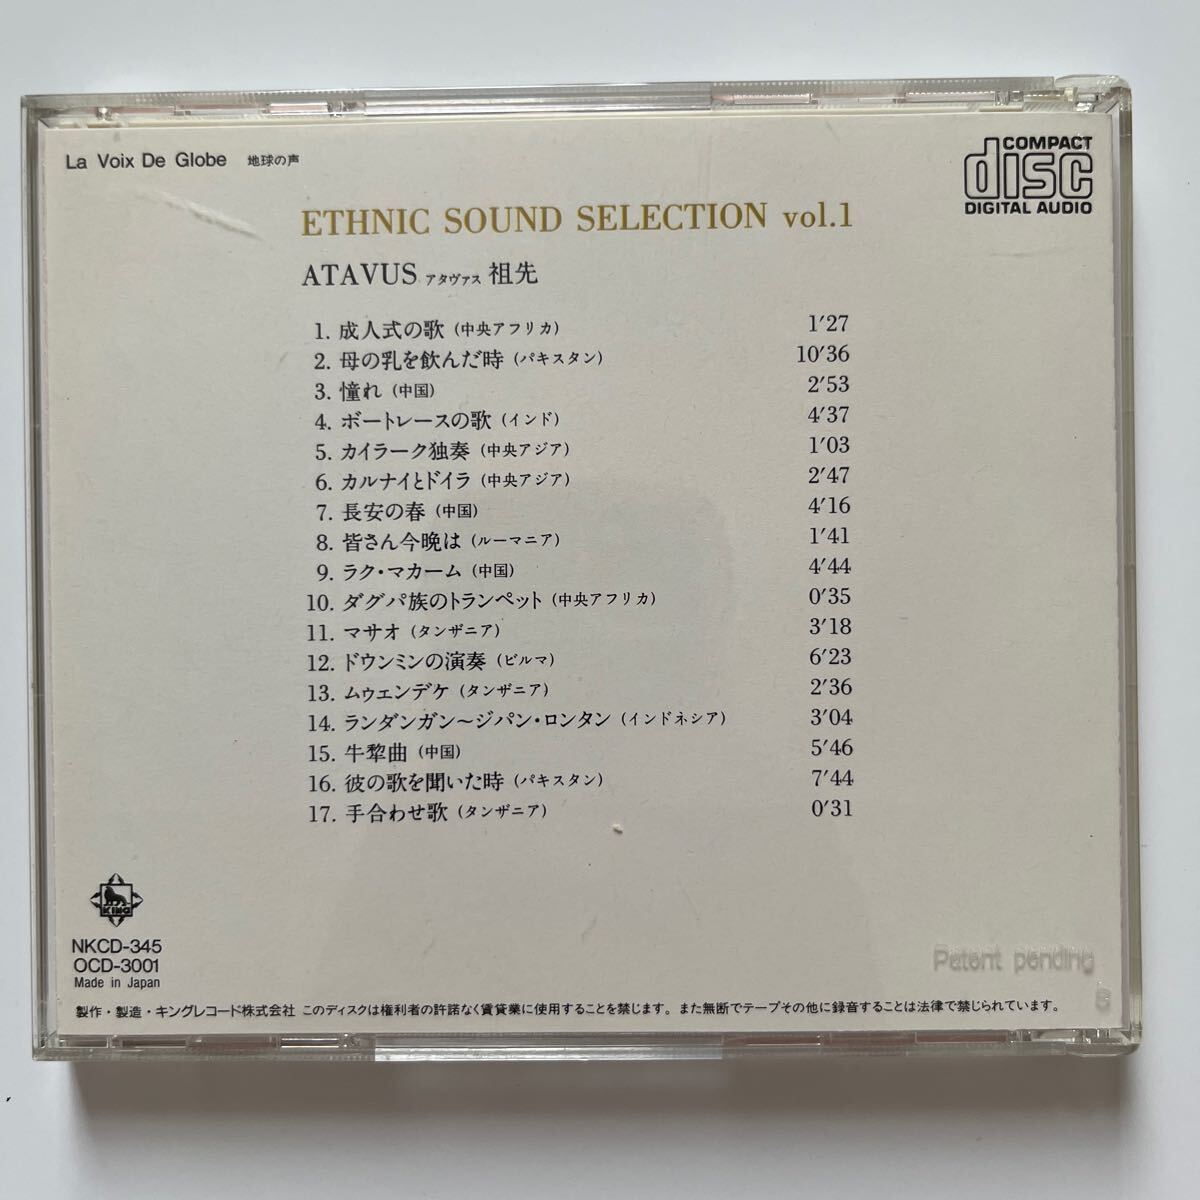 La Voix De Globe 地球の声
COMPACT
disc
DIGITAL AUDIO
ETHNIC SOUND SELECTION vol.1
ATAVUS アタヴァス 祖先
1. 成人式の歌 (中央アフリカ) 1'27
2. 母の乳を飲んだ時 (パキスタン) 10'36
3. 憧れ (中国) 2'53
4. ボートレースの歌 (インド) 4'37
5. カイラーク独奏 (中央アジア) 1'03
6. カルナイとドイラ (中央アジア) 2'47
7. 長安の春 (中国) 4'16
8. 皆さん今晩は (ルーマニア) 1'41
9. ラク・マカーム (中国) 4'44
10. ダグパ族のトランペット (中央アフリカ) 0'35
11. マサオ (タンザニア) 3'18
12. ドウンミンの演奏 (ビルマ) 6'23
13. ムゥェンデケ (タンザニア) 2'36
14. ランダンガン〜ジパン・ロンタン (インドネシア) 3'04
15. 牛犂曲 (中国) 5'46
16. 彼の歌を聞いた時 (パキスタン) 7'44
17. 手合わせ歌 (タンザニア) 0'31
KING
NKCD-345
OCD-3001
Made in Japan
Patent pending
製作・製造・キングレコード株式会社 このディスクは権利者の許諾なく賃貸業に使用することを禁じます。また無断でテープその他に録音することは法律で禁じられています。